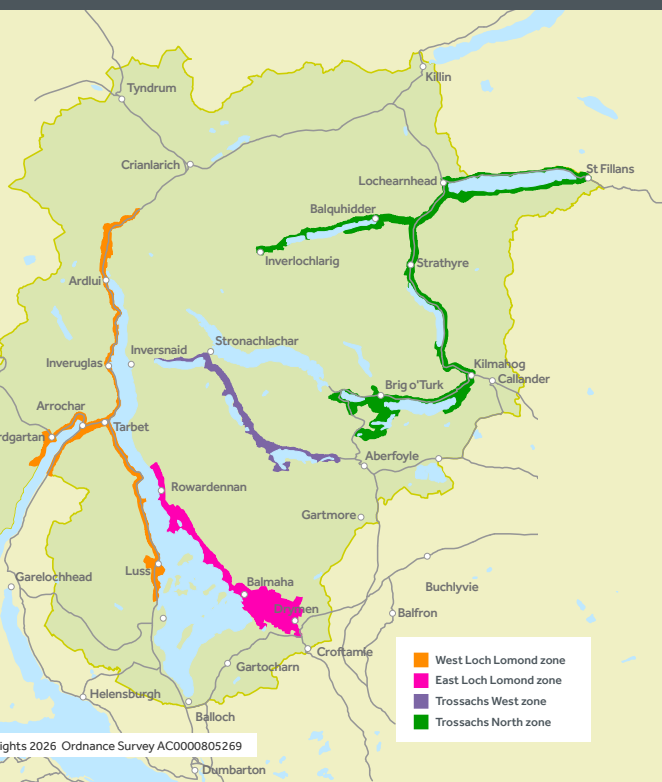 Killin
Tyndrum
Crianlarich
St Fillans
Lochearnhead
Balquhidder
Inverlochlarig
Strathyre
Ardlui
Stronachlachar
Inversnaid
Inveruglas
Kilmahog
Callander
Brig o'Turk
Arrochar
Tarbet
rdgartan
Aberfoyle
Rowardennan
Gartmore
Luss
Garelochhead
Balmaha
Buchlyvie
Drymen
Balfron
Croftamie
Gartocharn
West Loch Lomond zone
East Loch Lomond zone
Trossachs West zone
Trossachs North zone
Helensburgh
Balloch
ights 2026 Ordnance Survey AC0000805269
Dumbarton